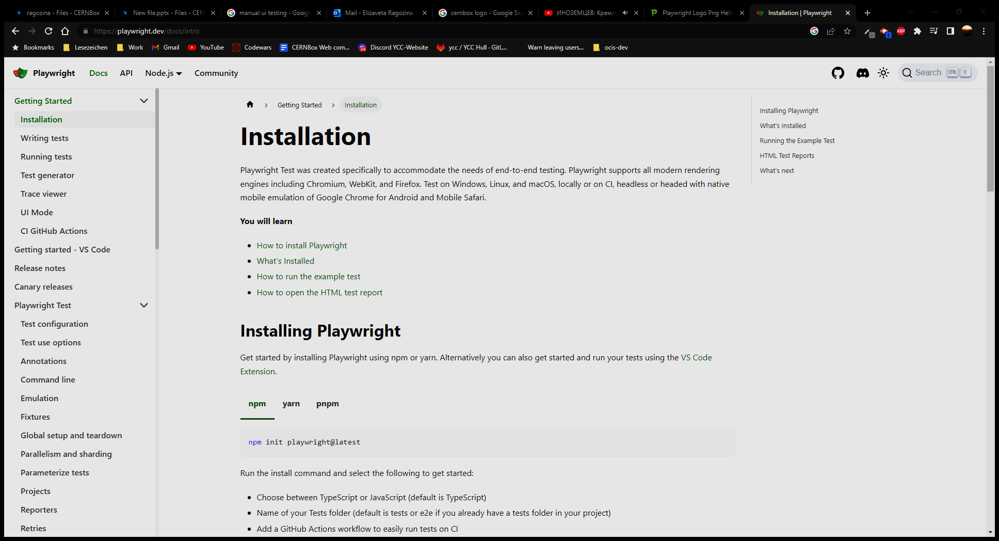 ragozina - Files - CERNBox
New file.pptx - Files - CER
manual ui testing - Googl
Mail - Elizaveta Ragozina -
cernbox logo - Google Se
ИНОЗЕМЦЕВ: Кремл
Playwright Logo Png Hello
Installation | Playwright
https://playwright.dev/docs/intro
ABP
1
Bookmarks
Lesezeichen
Work
Gmail
YouTube
Codewars
CERNBox Web com...
34
Discord YCC-Website
ycc / YCC Hull · GitL...
Warn leaving users...
ocis-dev
Playwright
Docs
API
Node.js
Community
Search
CTRL
K
Getting Started
Installation
Writing tests
Running tests
Test generator
Trace viewer
UI Mode
CI GitHub Actions
Getting started - VS Code
Release notes
Canary releases
Playwright Test
Test configuration
Test use options
Annotations
Command line
Emulation
Fixtures
Global setup and teardown
Parallelism and sharding
Parameterize tests
Projects
Reporters
Retries
Getting Started
Installation
Installation
Playwright Test was created specifically to accommodate the needs of end-to-end testing. Playwright supports all modern rendering
engines including Chromium, WebKit, and Firefox. Test on Windows, Linux, and macOS, locally or on CI, headless or headed with native
mobile emulation of Google Chrome for Android and Mobile Safari.
You will learn
How to install Playwright
What's Installed
How to run the example test
How to open the HTML test report
Installing Playwright
Get started by installing Playwright using npm or yarn. Alternatively you can also get started and run your tests using the VS Code
Extension.
npm
yarn
pnpm
npm init playwright@latest
Run the install command and select the following to get started:
Choose between TypeScript or JavaScript (default is TypeScript)
Name of your Tests folder (default is tests or e2e if you already have a tests folder in your project)
Add a GitHub Actions workflow to easily run tests on CI
Installing Playwright
What's Installed
Running the Example Test
HTML Test Reports
What's next